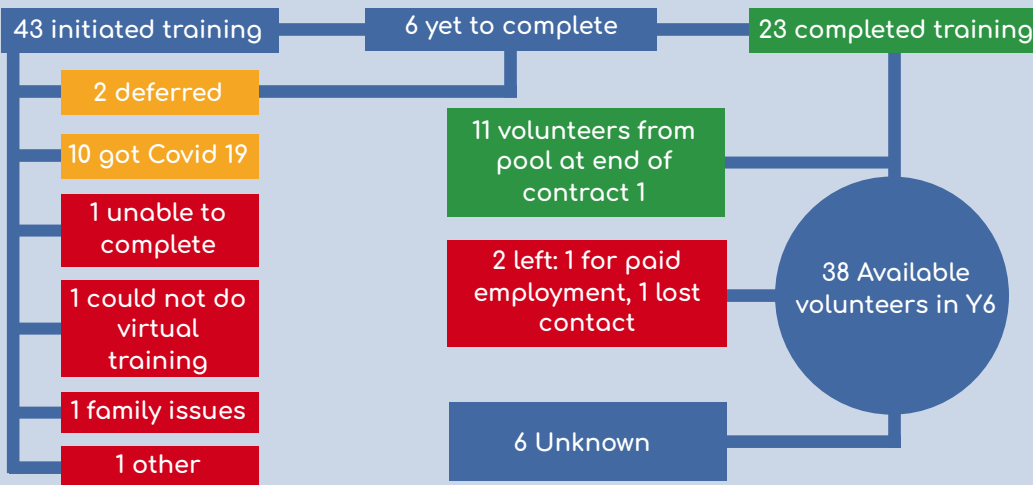 43 initiated training
6 yet to complete
23 completed training
2 deferred
10 got Covid 19
1 unable to
complete
1 could not do
virtual
training
1 family issues
1 other
11 volunteers from
pool at end of
contract 1
2 left: 1 for paid
employment, 1 lost
contact
38 Available
volunteers in Y6
6 Unknown